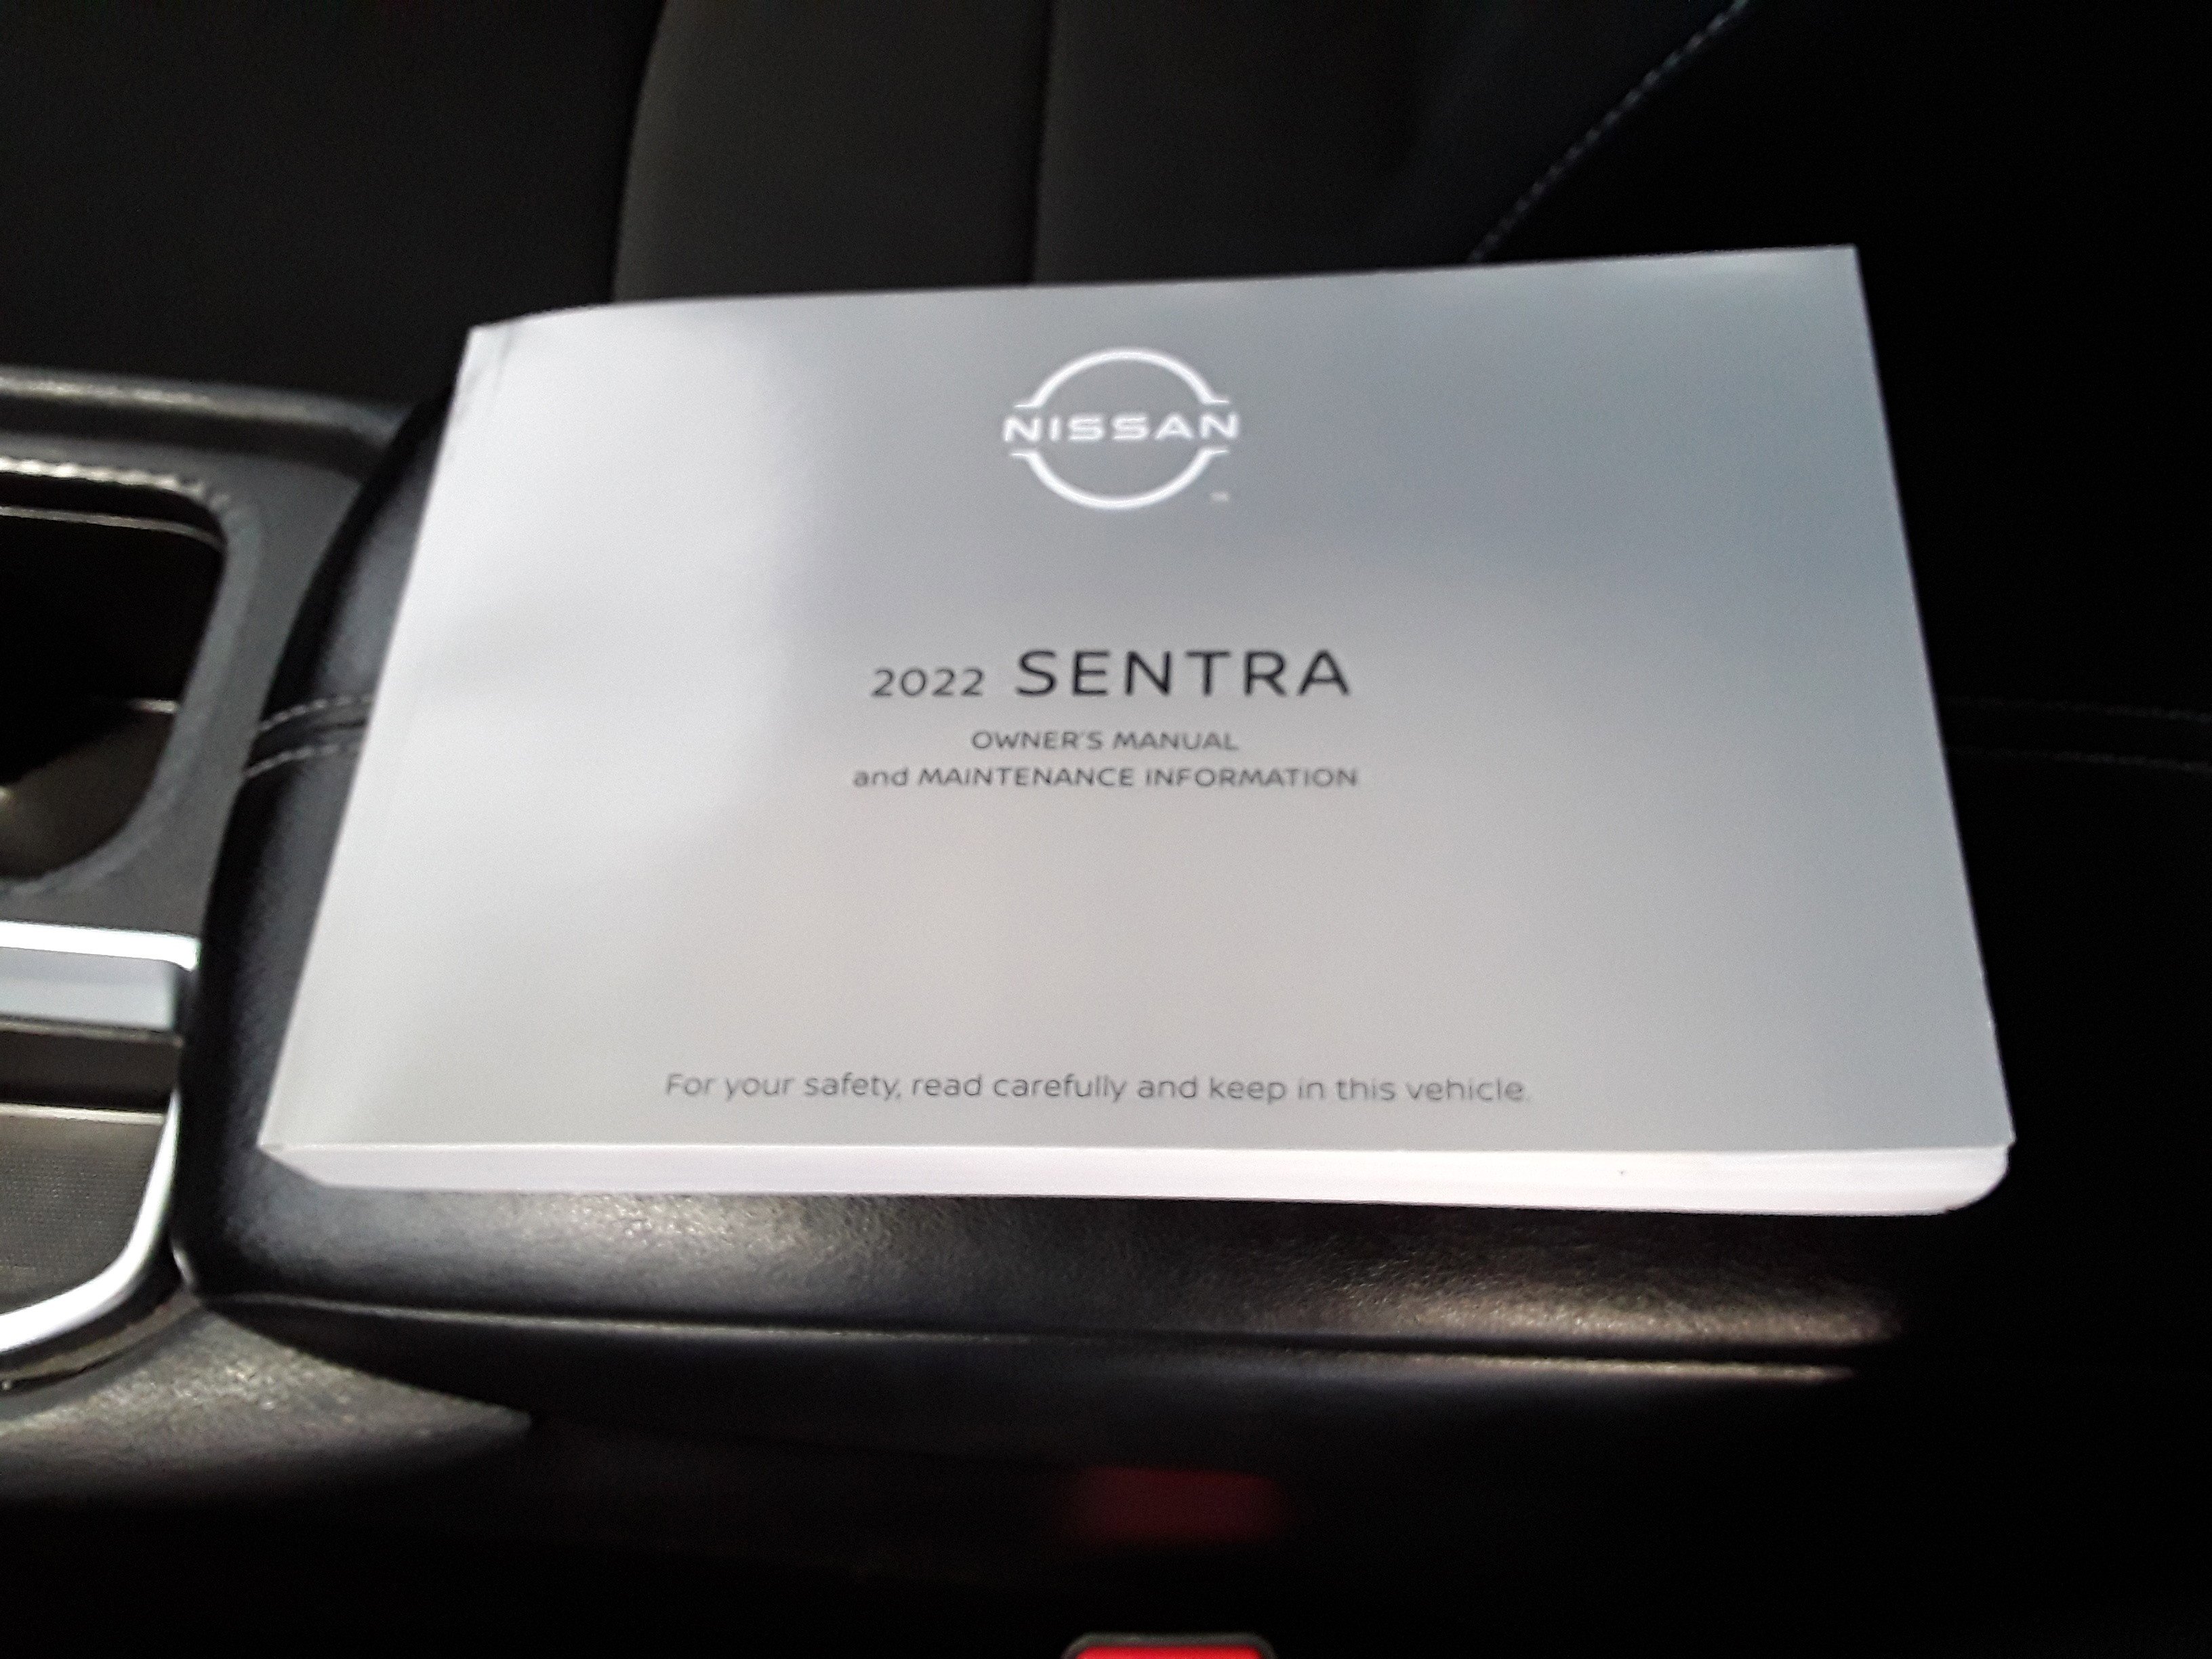 NISSAN
2022 SENTRA
OWNER'S MANUAL
and MAINTENANCE INFORMATION
For your safety, read carefully and keep in this vehicle.